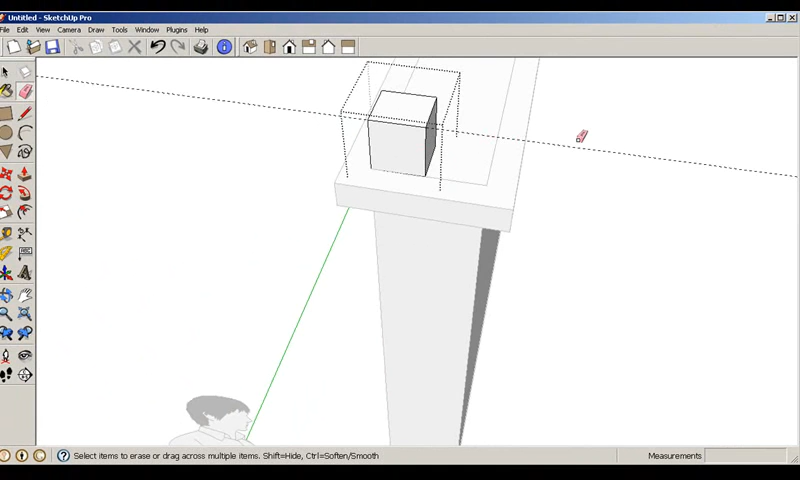 Untitled - SketchUp Pro
File Edit View Camera Draw Tools Window Plugins Help
ABC
Select items to erase or drag across multiple items. Shift=Hide, Ctrl=Soften/Smooth Measurements